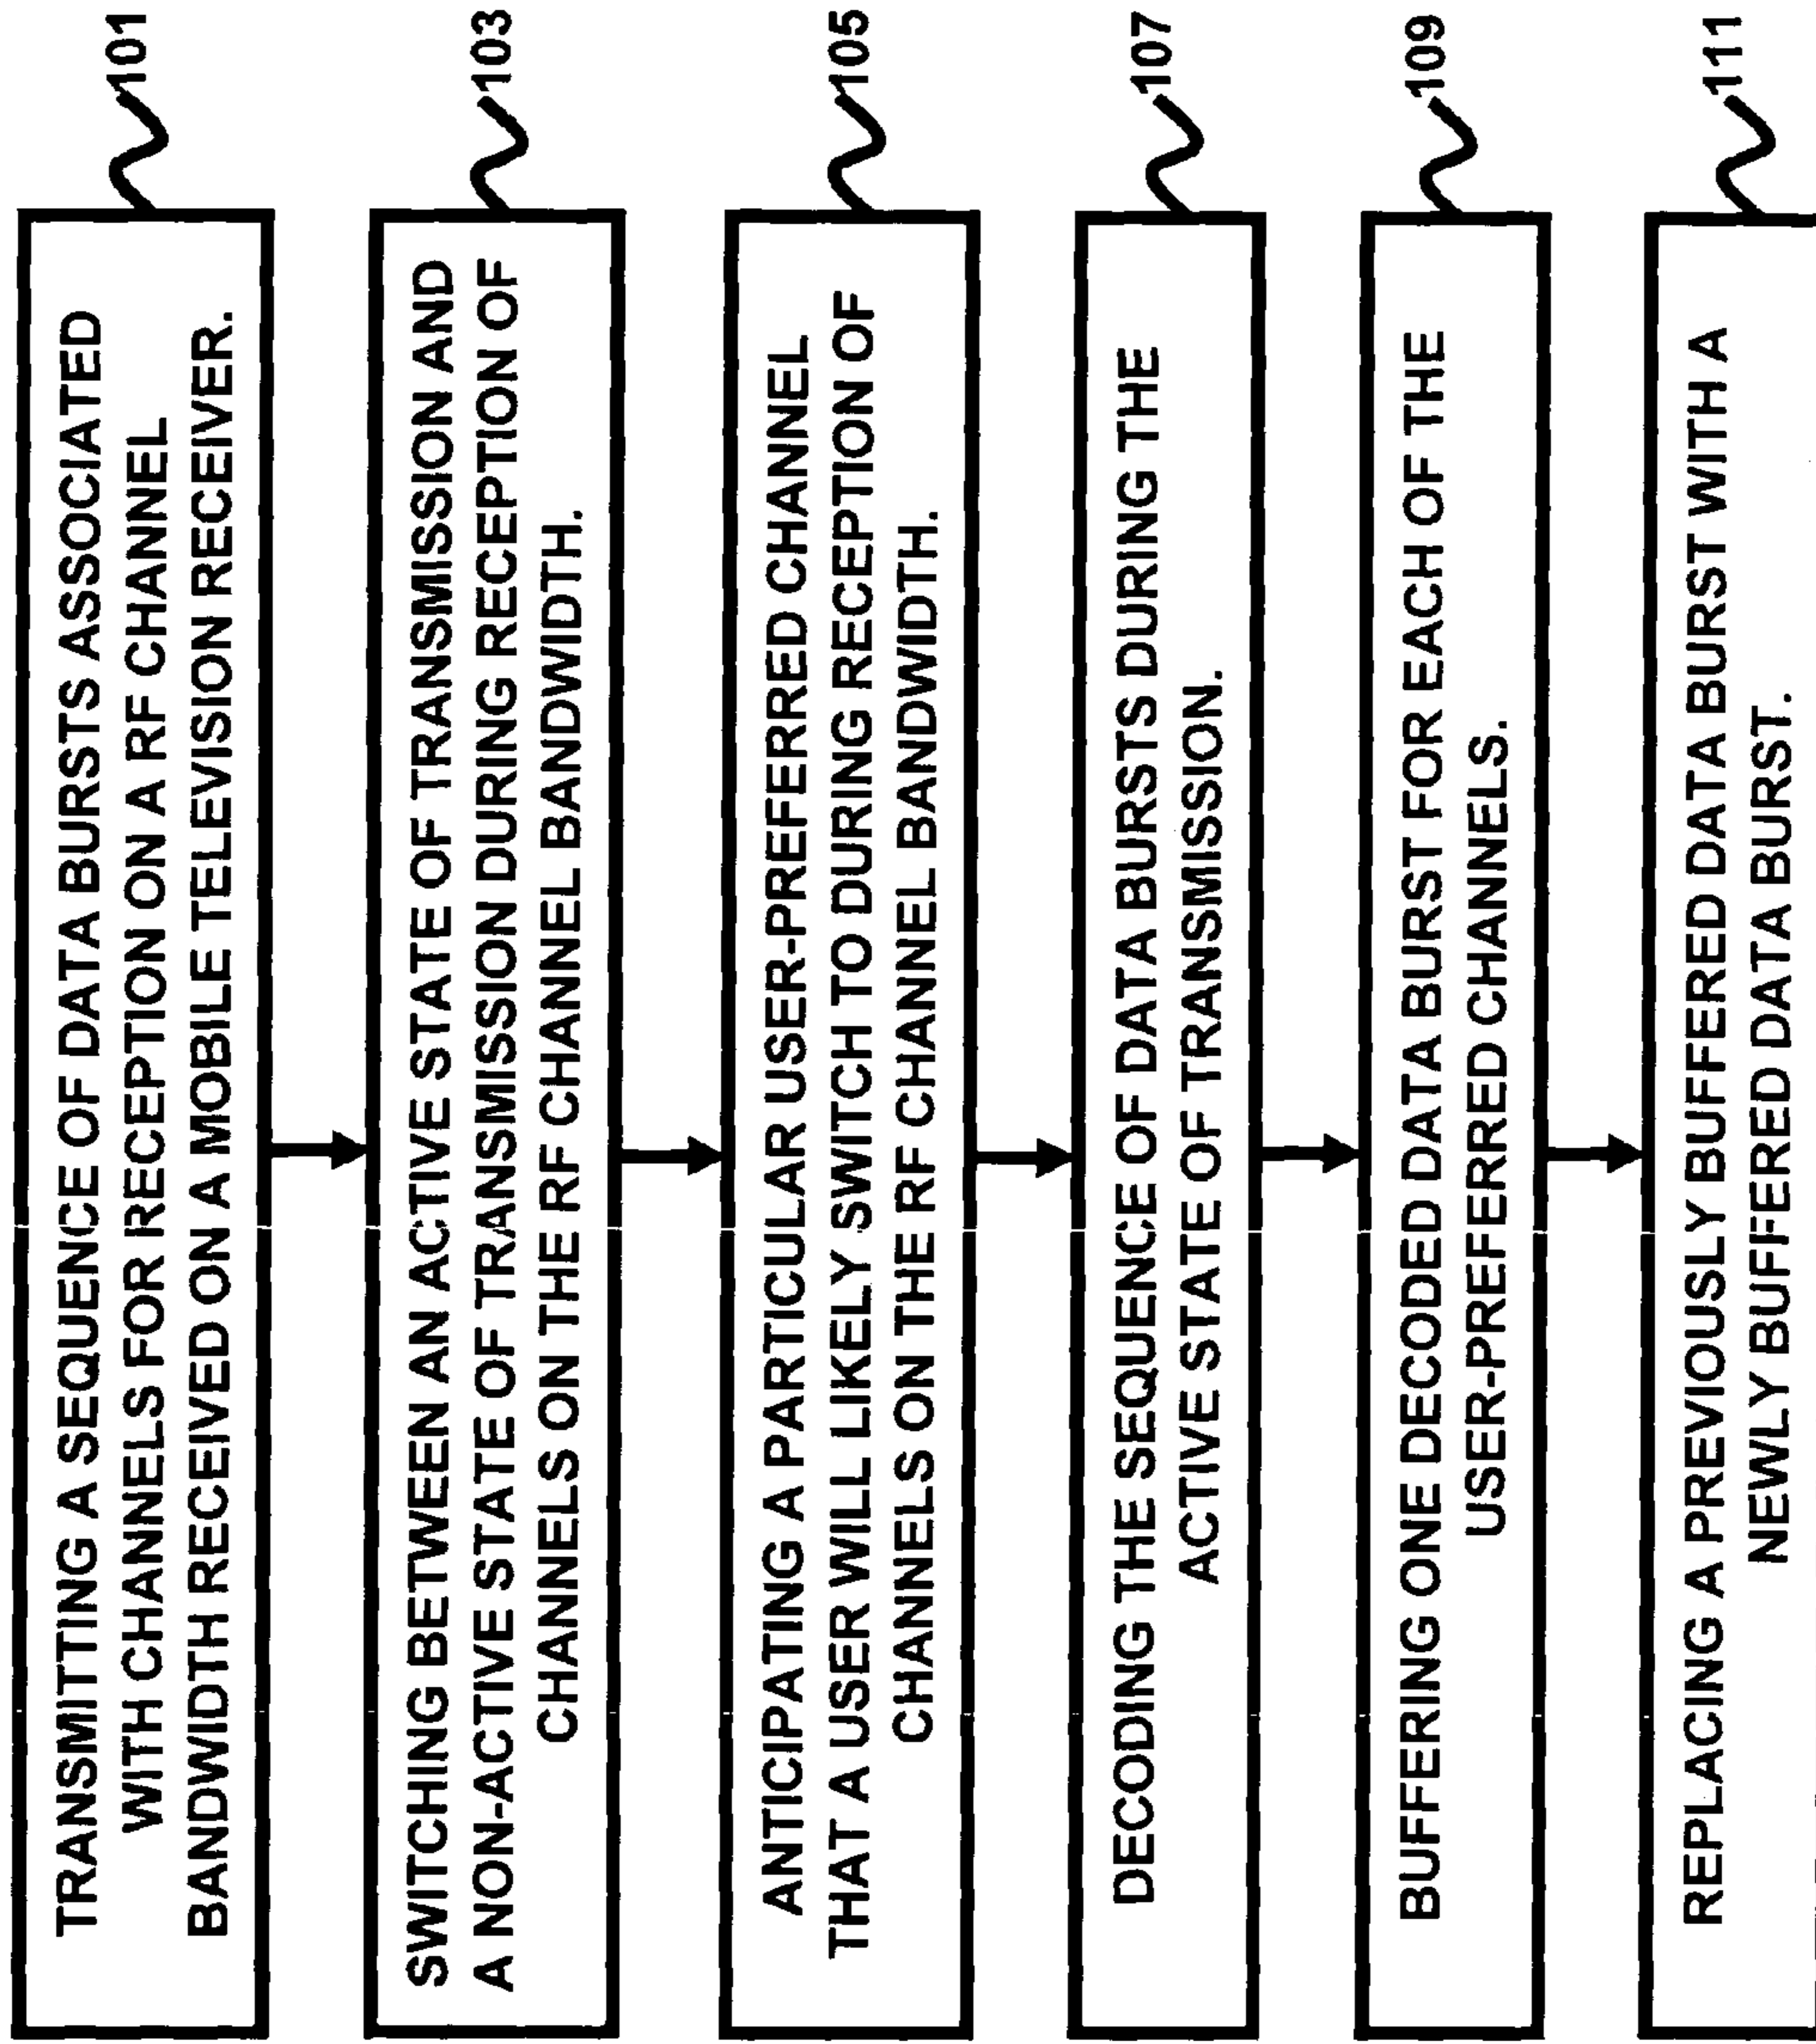 TRANSMITTING A SEQUENCE OF DATA BURSTS ASSOCIATED
WITH CHANNELS FOR RECEPTION ON A RF CHANNEL
BANDWIDTH RECEIVED ON A MOBILE TELEVISION RECEIVER.
101
SWITCHING BETWEEN AN ACTIVE STATE OF TRANSMISSION AND
A NON-ACTIVE STATE OF TRANSMISSION DURING RECEPTION OF
CHANNELS ON THE RF CHANNEL BANDWIDTH.
103
ANTICIPATING A PARTICULAR USER-PREFERRED CHANNEL
THAT A USER WILL LIKELY SWITCH TO DURING RECEPTION OF
CHANNELS ON THE RF CHANNEL BANDWIDTH.
105
DECODING THE SEQUENCE OF DATA BURSTS DURING THE
ACTIVE STATE OF TRANSMISSION.
107
BUFFERING ONE DECODED DATA BURST FOR EACH OF THE
USER-PREFERRED CHANNELS.
109
REPLACING A PREVIOUSLY BUFFERED DATA BURST WITH A
NEWLY BUFFERED DATA BURST.
111